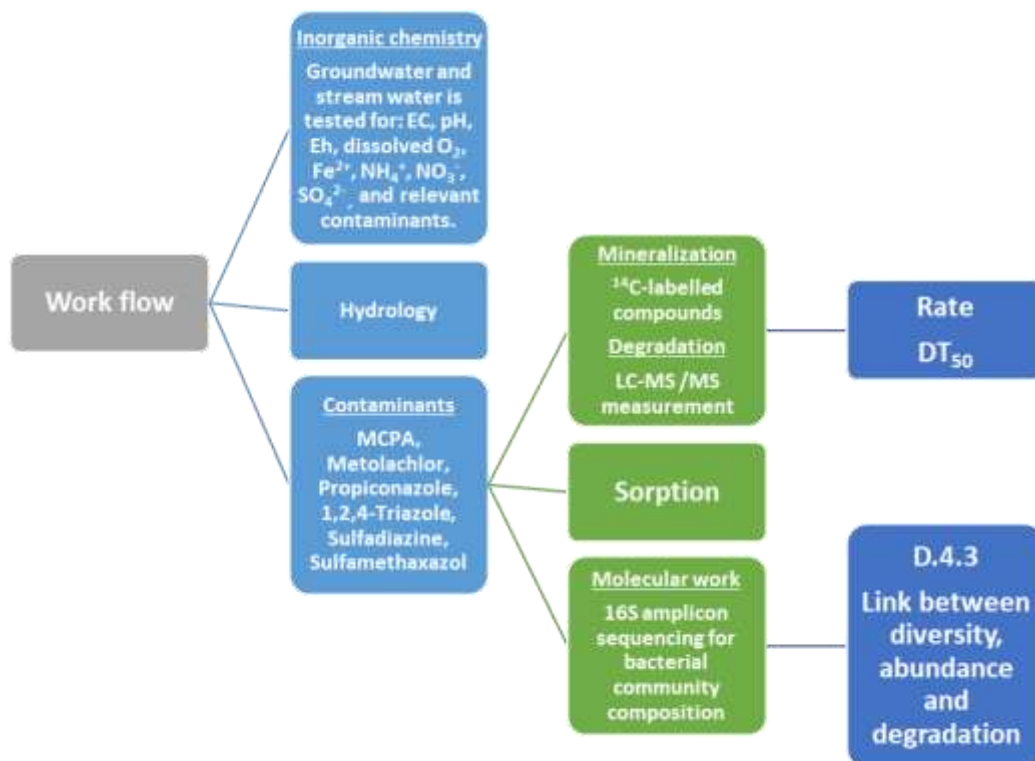 Work flow
Inorganic chemistry
Groundwater and
stream water is
tested for: EC, pH,
Eh, dissolved O₂,
Fe²⁺, NH₄⁺, NO₃⁻,
SO₄²⁻, and relevant
contaminants.
Hydrology
Contaminants
MCPA,
Metolachlor,
Propiconazole,
1,2,4-Triazole,
Sulfadiazine,
Sulfamethaxazol
Mineralization
¹⁴C-labelled
compounds
Degradation
LC-MS /MS
measurement
Sorption
Molecular work
16S amplicon
sequencing for
bacterial
community
composition
Rate
DT₅₀
D.4.3
Link between
diversity,
abundance
and
degradation